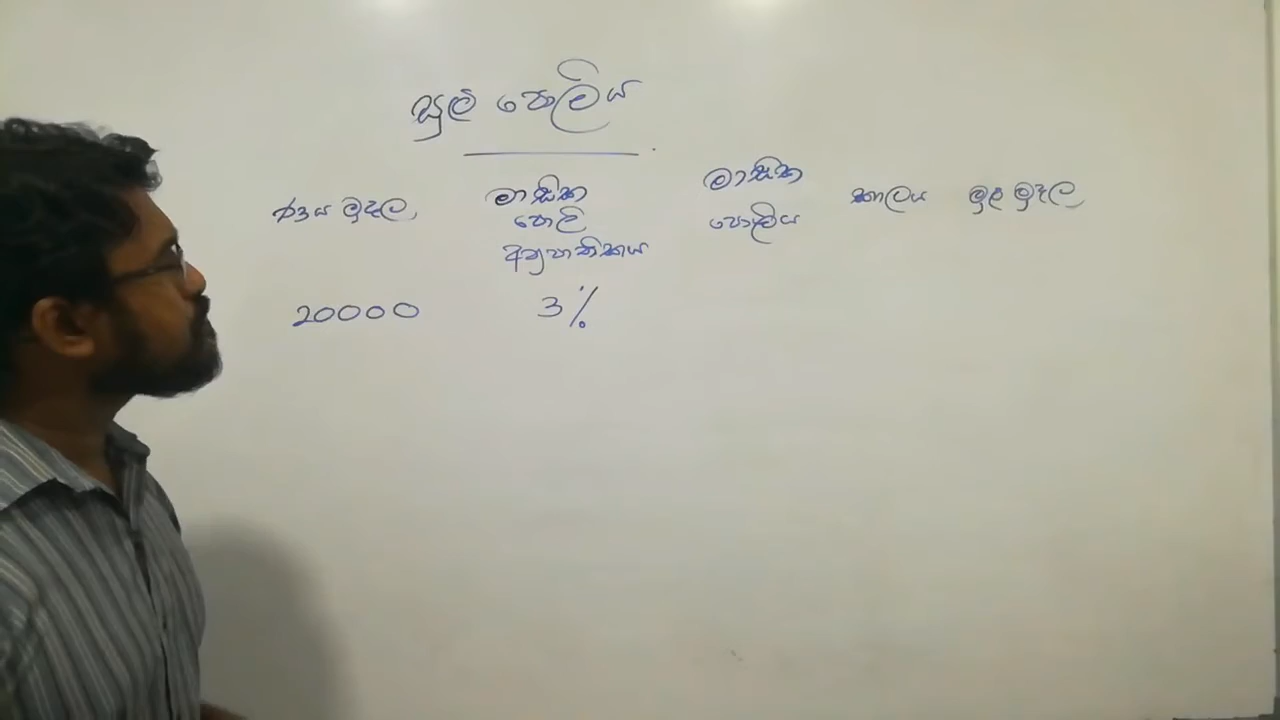 සුළු පොලිය
ණය මුදල
මාසික
පොලී
අනුපාතිකය
මාසික
පොළිය
කාලය
මුළු මුදල
20000
3%